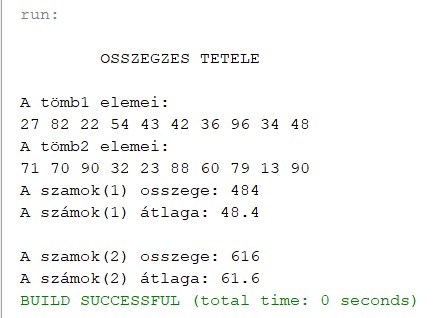 run:
OSSZEGZES TETELE
A tömb1 elemei:
27 82 22 54 43 42 36 96 34 48
A tömb2 elemei:
71 70 90 32 23 88 60 79 13 90
A szamok(1) osszege: 484
A számok(1) átlaga: 48.4
A szamok(2) osszege: 616
A számok(2) átlaga: 61.6
BUILD SUCCESSFUL (total time: 0 seconds)